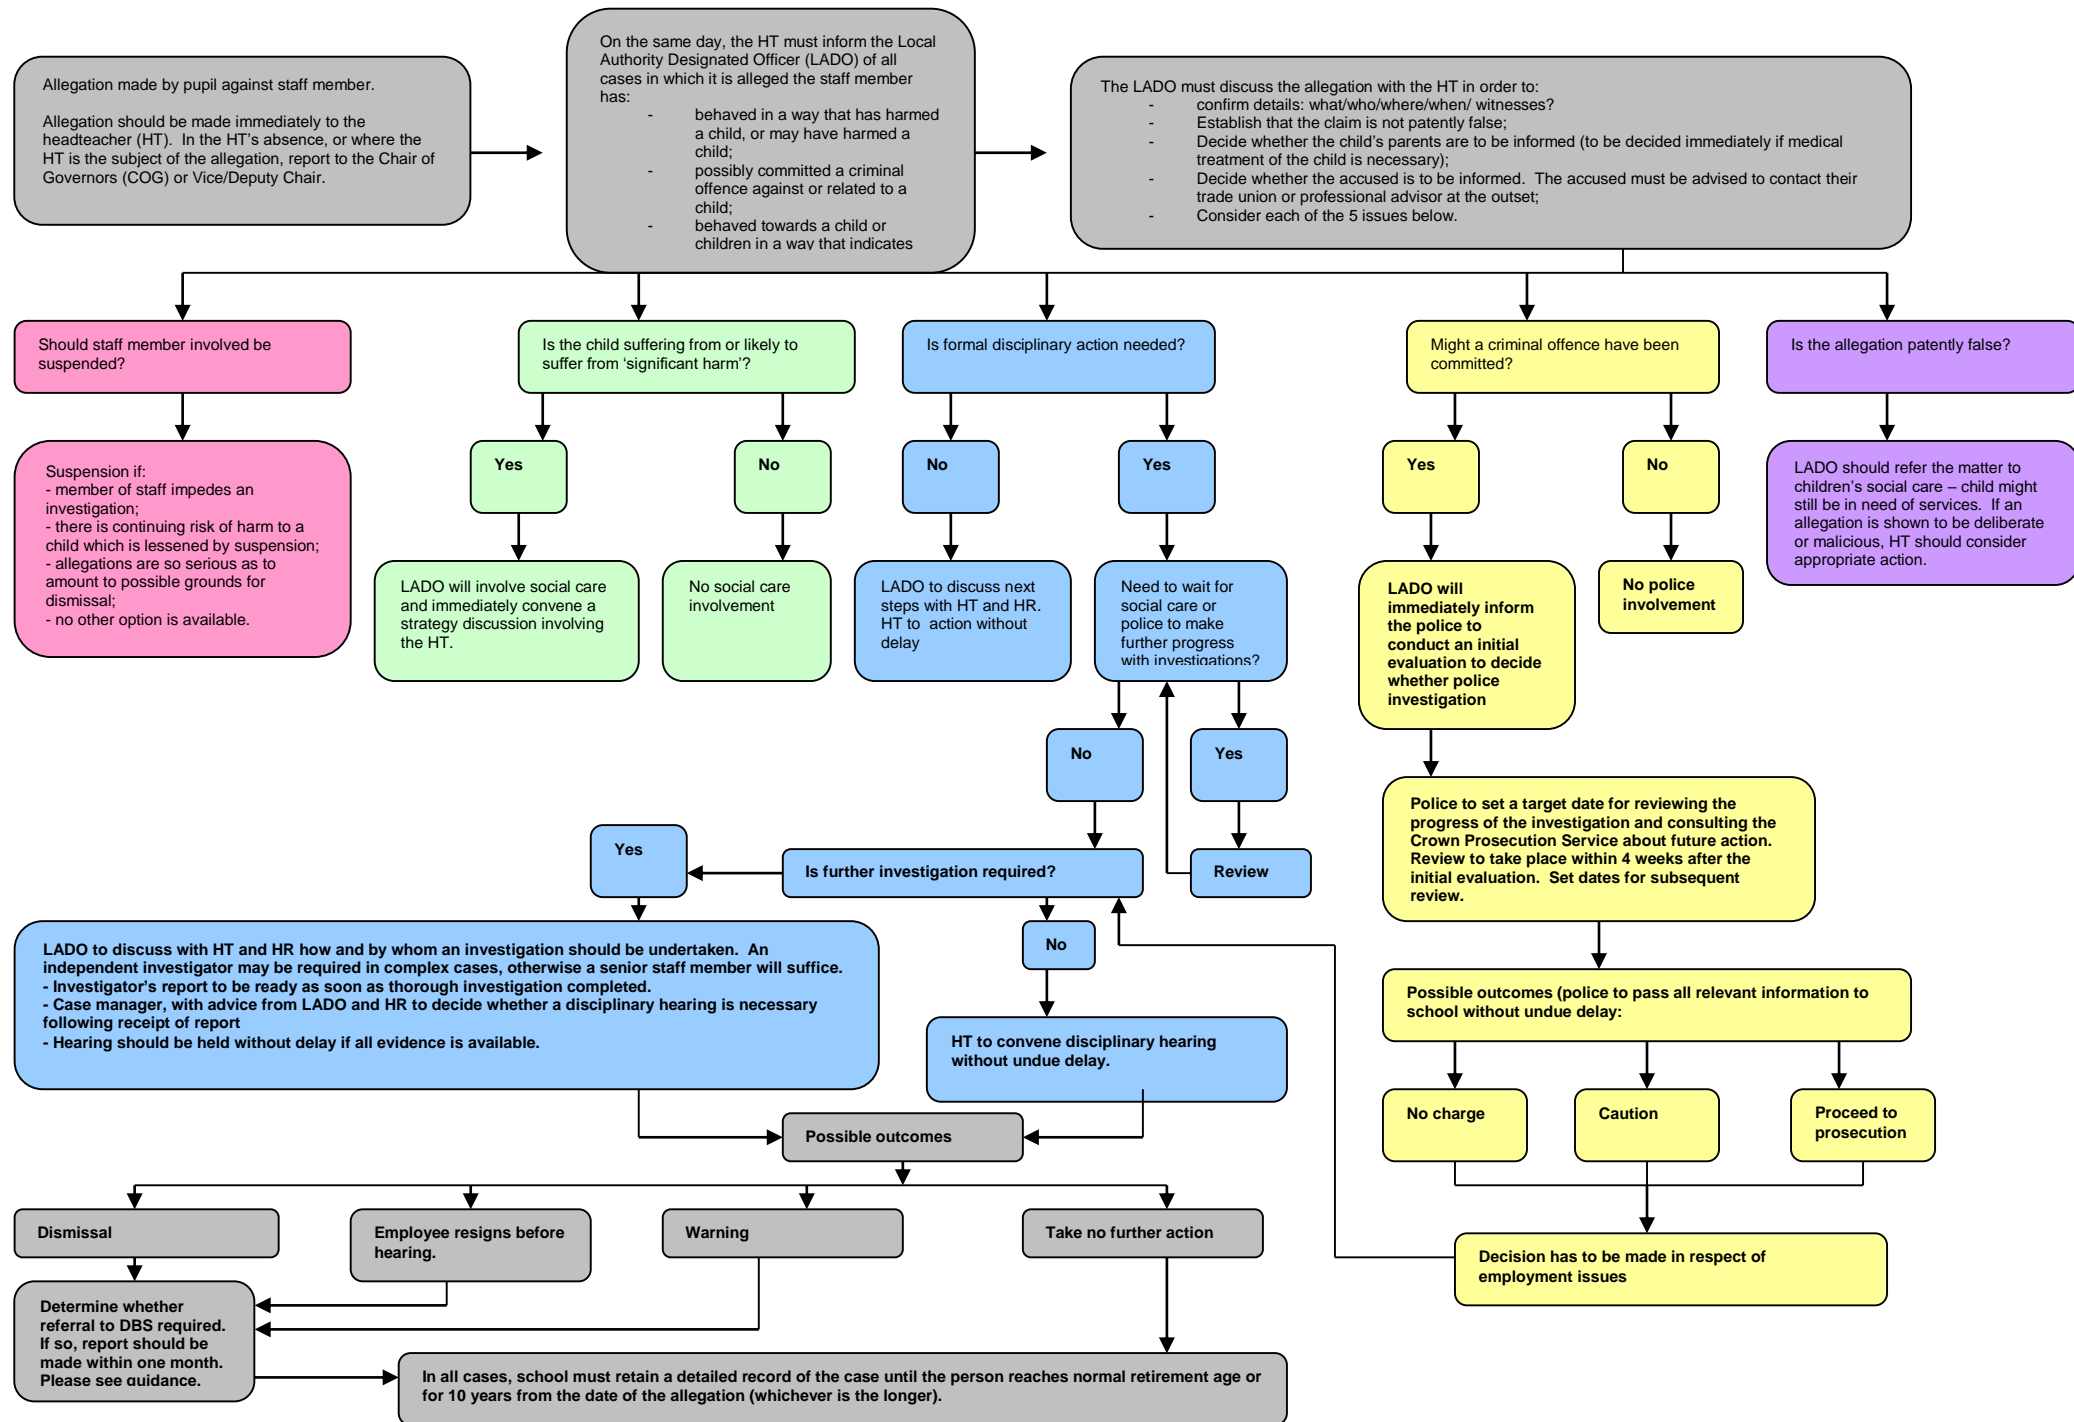 Allegation made by pupil against staff member.
Allegation should be made immediately to the
headteacher (HT).  In the HT's absence, or where the
HT is the subject of the allegation, report to the Chair of
Governors (COG) or Vice/Deputy Chair.
On the same day, the HT must inform the Local
Authority Designated Officer (LADO) of all
cases in which it is alleged the staff member
has:
- behaved in a way that has harmed
a child, or may have harmed a
child;
- possibly committed a criminal
offence against or related to a
child;
- behaved towards a child or
children in a way that indicates
The LADO must discuss the allegation with the HT in order to:
- confirm details: what/who/where/when/ witnesses?
- Establish that the claim is not patently false;
- Decide whether the child's parents are to be informed (to be decided immediately if medical
treatment of the child is necessary);
- Decide whether the accused is to be informed.  The accused must be advised to contact their
trade union or professional advisor at the outset;
- Consider each of the 5 issues below.
Should staff member involved be
suspended?
Is the child suffering from or likely to
suffer from 'significant harm'?
Is formal disciplinary action needed?
Might a criminal offence have been
committed?
Is the allegation patently false?
Suspension if:
- member of staff impedes an
investigation;
- there is continuing risk of harm to a
child which is lessened by suspension;
- allegations are so serious as to
amount to possible grounds for
dismissal;
- no other option is available.
Yes
No
No
Yes
Yes
No
LADO should refer the matter to
children's social care – child might
still be in need of services.  If an
allegation is shown to be deliberate
or malicious, HT should consider
appropriate action.
LADO will involve social care
and immediately convene a
strategy discussion involving
the HT.
No social care
involvement
LADO to discuss next
steps with HT and HR.
HT to  action without
delay
Need to wait for
social care or
police to make
further progress
with investigations?
LADO will
immediately inform
the police to
conduct an initial
evaluation to decide
whether police
investigation
No police
involvement
No
Yes
Police to set a target date for reviewing the
progress of the investigation and consulting the
Crown Prosecution Service about future action.
Review to take place within 4 weeks after the
initial evaluation.  Set dates for subsequent
review.
Yes
Is further investigation required?
Review
LADO to discuss with HT and HR how and by whom an investigation should be undertaken.  An
independent investigator may be required in complex cases, otherwise a senior staff member will suffice.
- Investigator's report to be ready as soon as thorough investigation completed.
- Case manager, with advice from LADO and HR to decide whether a disciplinary hearing is necessary
following receipt of report
- Hearing should be held without delay if all evidence is available.
No
Possible outcomes (police to pass all relevant information to
school without undue delay:
HT to convene disciplinary hearing
without undue delay.
No charge
Caution
Proceed to
prosecution
Possible outcomes
Dismissal
Employee resigns before
hearing.
Warning
Take no further action
Decision has to be made in respect of
employment issues
Determine whether
referral to DBS required.
If so, report should be
made within one month.
Please see guidance.
In all cases, school must retain a detailed record of the case until the person reaches normal retirement age or
for 10 years from the date of the allegation (whichever is the longer).